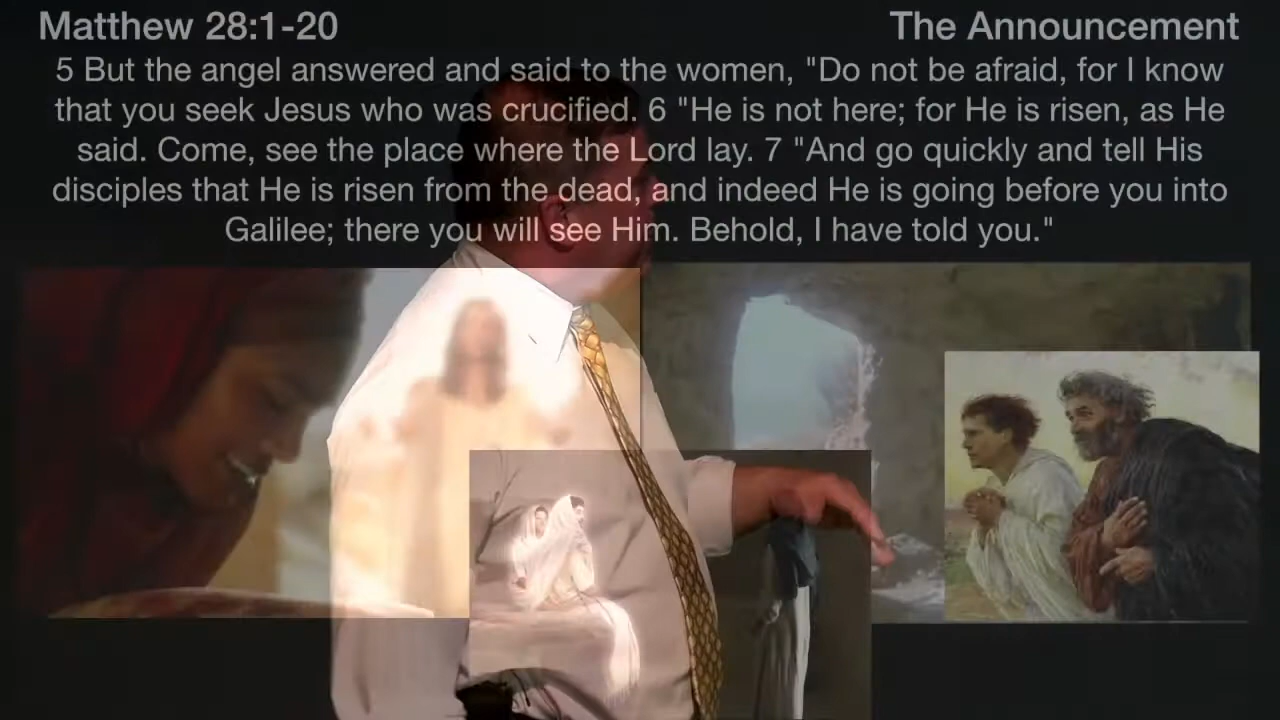 Matthew 28:1-20
The Announcement
5 But the angel answered and said to the women, "Do not be afraid, for I know
that you seek Jesus who was crucified. 6 "He is not here; for He is risen, as He
said. Come, see the place where the Lord lay. 7 "And go quickly and tell His
disciples that He is risen from the dead, and indeed He is going before you into
Galilee; there you will see Him. Behold, I have told you."